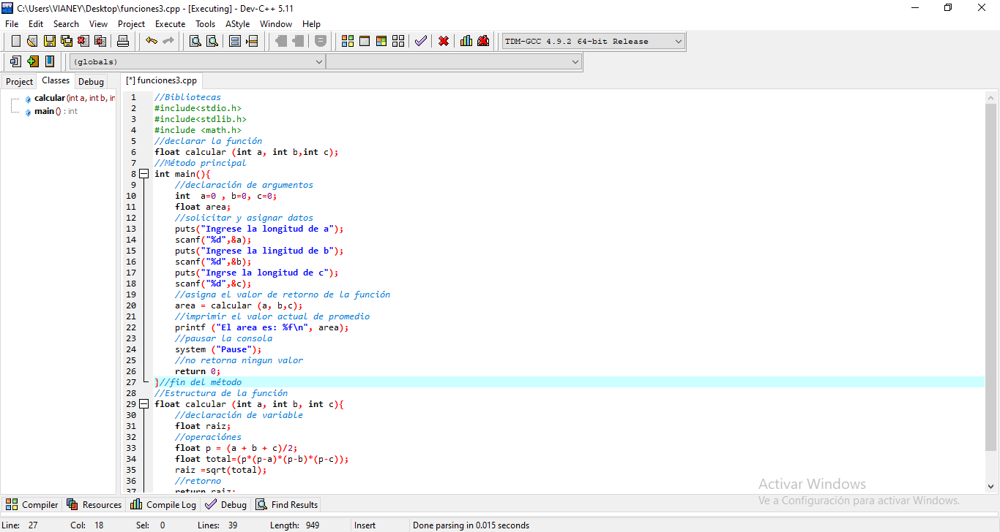 C:\Users\VIANEY\Desktop\funciones3.cpp - [Executing] - Dev-C++ 5.11
File Edit Search View Project Execute Tools AStyle Window Help
TDM-GCC 4.9.2 64-bit Release
(globals)
Project Classes Debug
[*] funciones3.cpp
calcular (int a, int b, in
main () : int
1 //Bibliotecas
2 #include<stdio.h>
3 #include<stdlib.h>
4 #include <math.h>
5 //declarar la función
6 float calcular (int a, int b,int c);
7 //Método principal
8 int main(){
9 //declaración de argumentos
10 int  a=0 , b=0, c=0;
11 float area;
12 //solicitar y asignar datos
13 puts("Ingrese la longitud de a");
14 scanf("%d",&a);
15 puts("Ingrese la lingitud de b");
16 scanf("%d",&b);
17 puts("Ingrse la longitud de c");
18 scanf("%d",&c);
19 //asigna el valor de retorno de la función
20 area = calcular (a, b,c);
21 //imprimir el valor actual de promedio
22 printf ("El area es: %f\n", area);
23 //pausar la consola
24 system ("Pause");
25 //no retorna ningun valor
26 return 0;
27 }//fin del método
28 //Estructura de la función
29 float calcular (int a, int b, int c){
30 //declaración de variable
31 float raiz;
32 //operaciónes
33 float p = (a + b + c)/2;
34 float total=(p*(p-a)*(p-b)*(p-c));
35 raiz =sqrt(total);
36 //retorno
37 return raiz;
Activar Windows
Ve a Configuración para activar Windows.
Compiler Resources Compile Log Debug Find Results
Line: 27 Col: 18 Sel: 0 Lines: 39 Length: 949 Insert Done parsing in 0.015 seconds